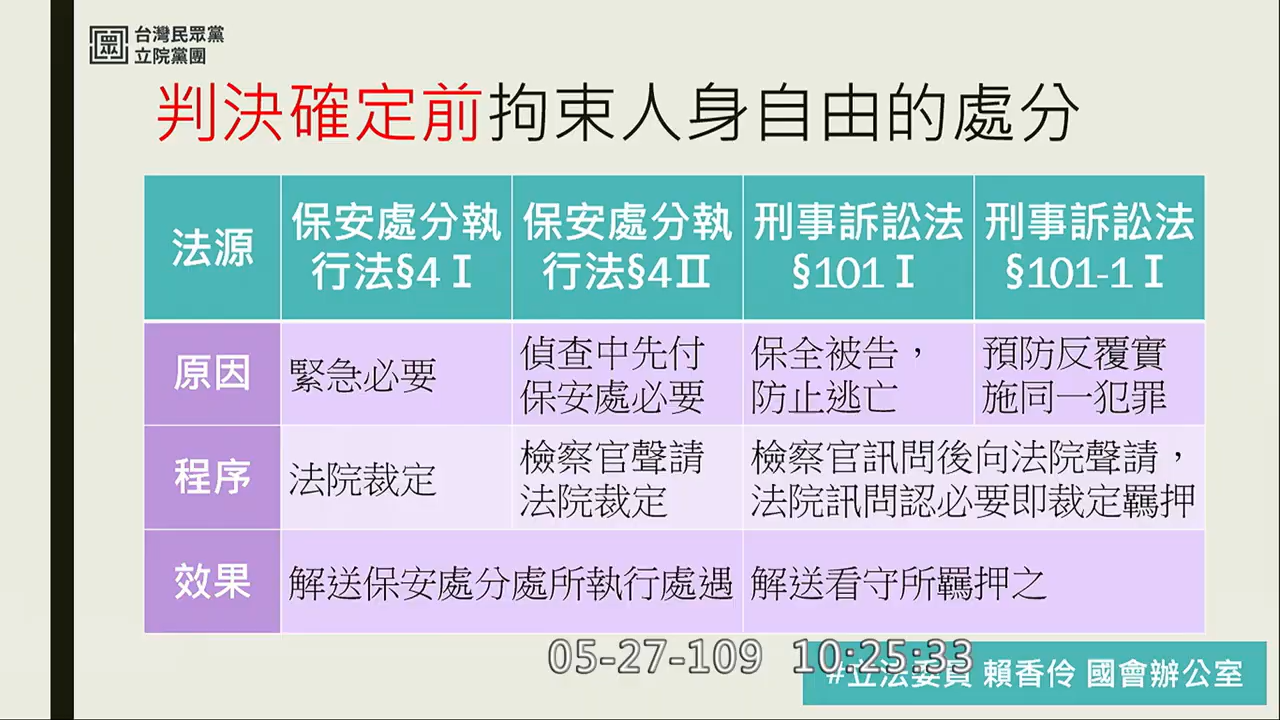 台灣民眾黨
立院黨團
判決確定前拘束人身自由的處分
法源
保安處分執
行法§4Ⅰ
保安處分執
行法§4Ⅱ
刑事訴訟法
§101Ⅰ
刑事訴訟法
§101-1Ⅰ
原因
緊急必要
偵查中先付
保安處必要
保全被告，
防止逃亡
預防反覆實
施同一犯罪
程序
法院裁定
檢察官聲請
法院裁定
檢察官訊問後向法院聲請，
法院訊問認必要即裁定羈押
效果
解送保安處分處所執行處遇
解送看守所羈押之
05-27-109 10:25:33
#立法委員 賴香伶 國會辦公室